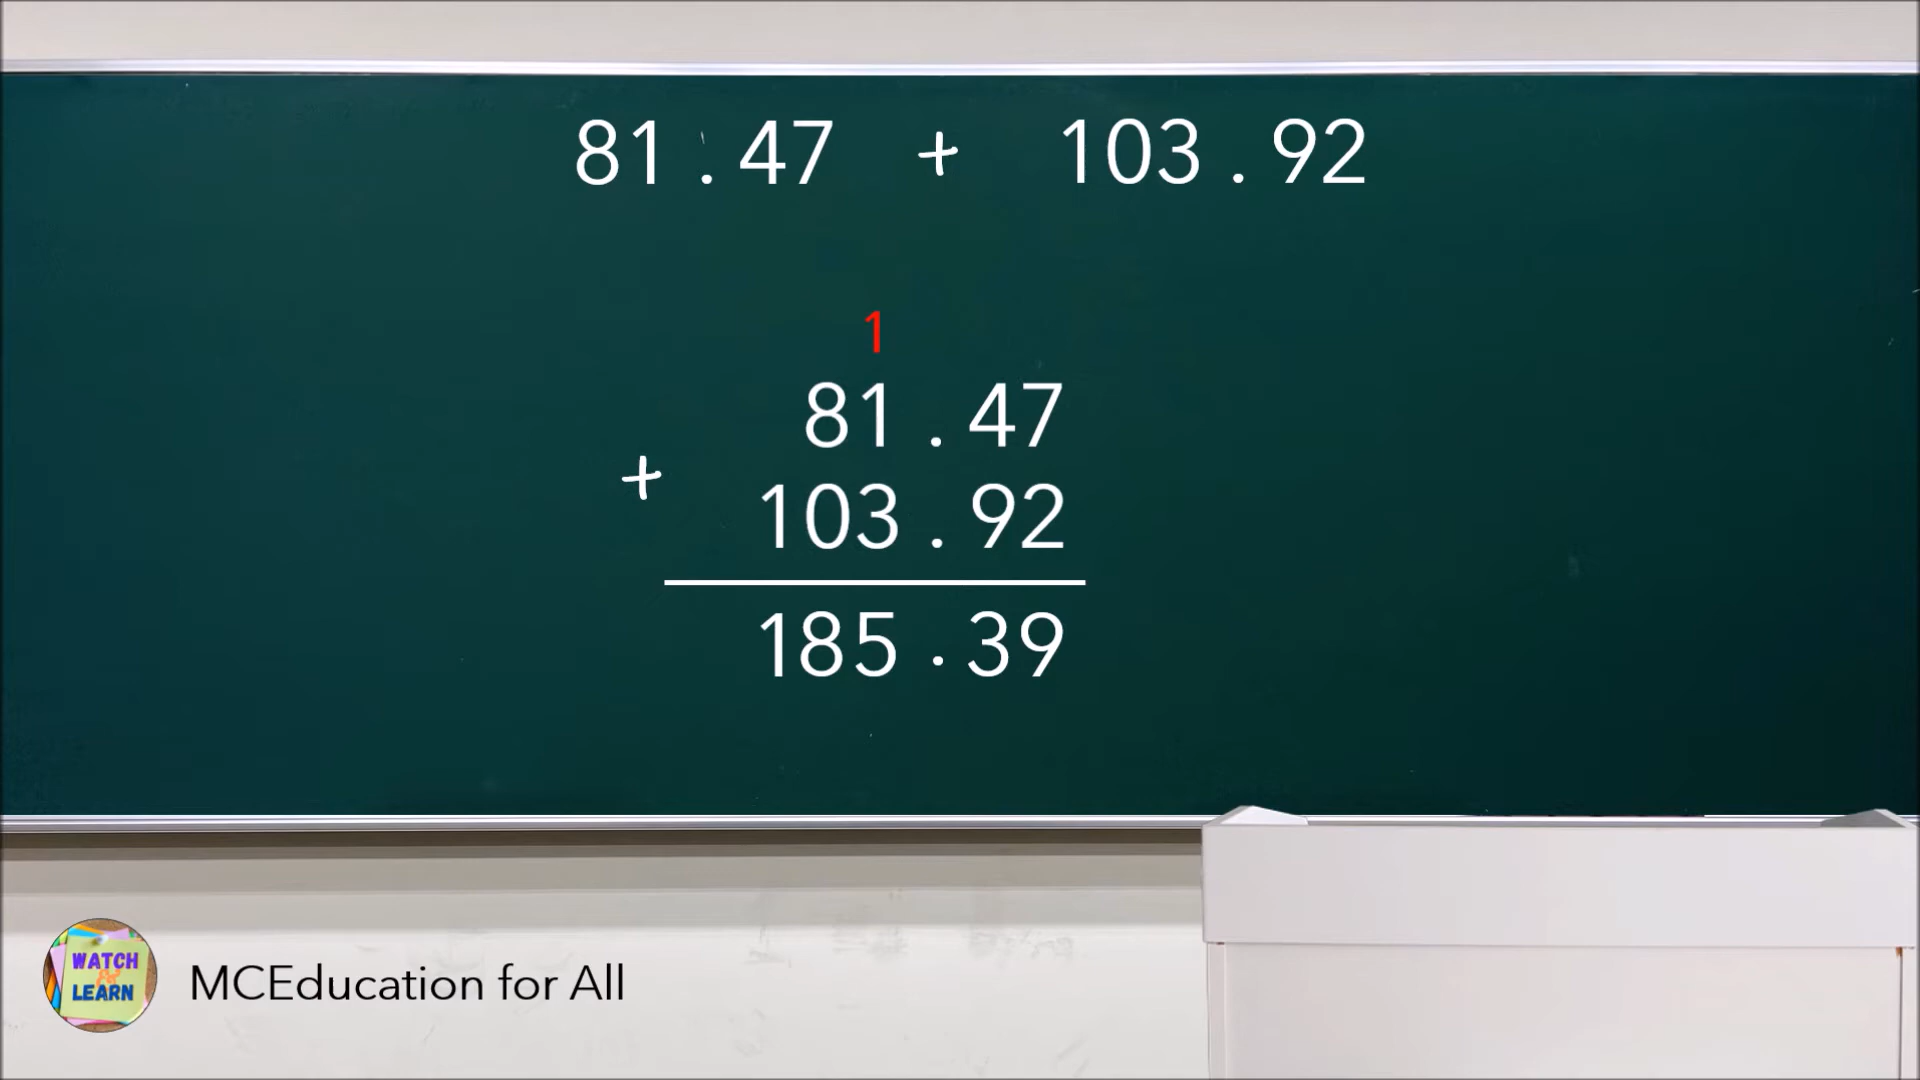 81 . 47 + 103 . 92
1
81 . 47
+
103 . 92
185 . 39
WATCH
&
LEARN
MCEducation for All